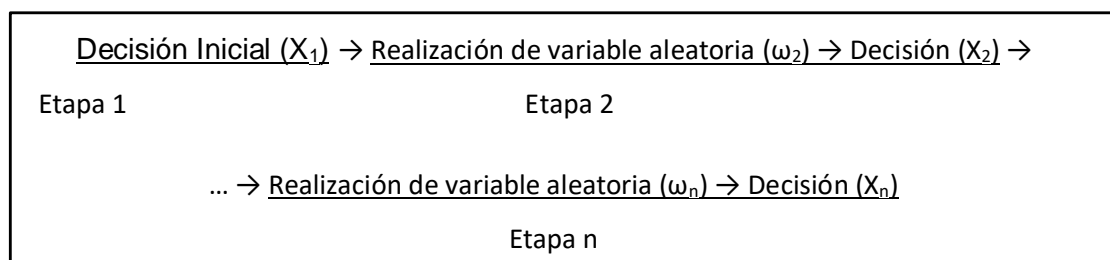 Decisión Inicial (X₁) → Realización de variable aleatoria (ω₂) → Decisión (X₂) →
Etapa 1 Etapa 2
... → Realización de variable aleatoria (ωₙ) → Decisión (Xₙ)
Etapa n